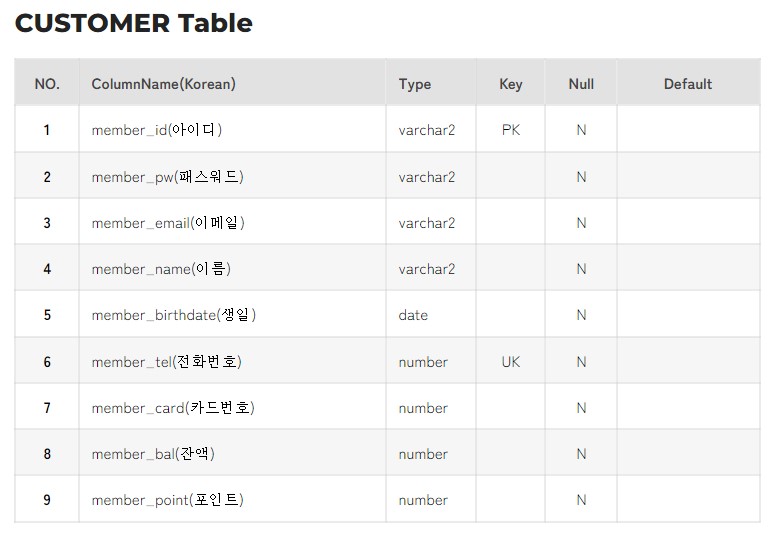 CUSTOMER Table
NO. ColumnName(Korean) Type Key Null Default
1 member_id(아이디) varchar2 PK N
2 member_pw(패스워드) varchar2 N
3 member_email(이메일) varchar2 N
4 member_name(이름) varchar2 N
5 member_birthdate(생일) date N
6 member_tel(전화번호) number UK N
7 member_card(카드번호) number N
8 member_bal(잔액) number N
9 member_point(포인트) number N